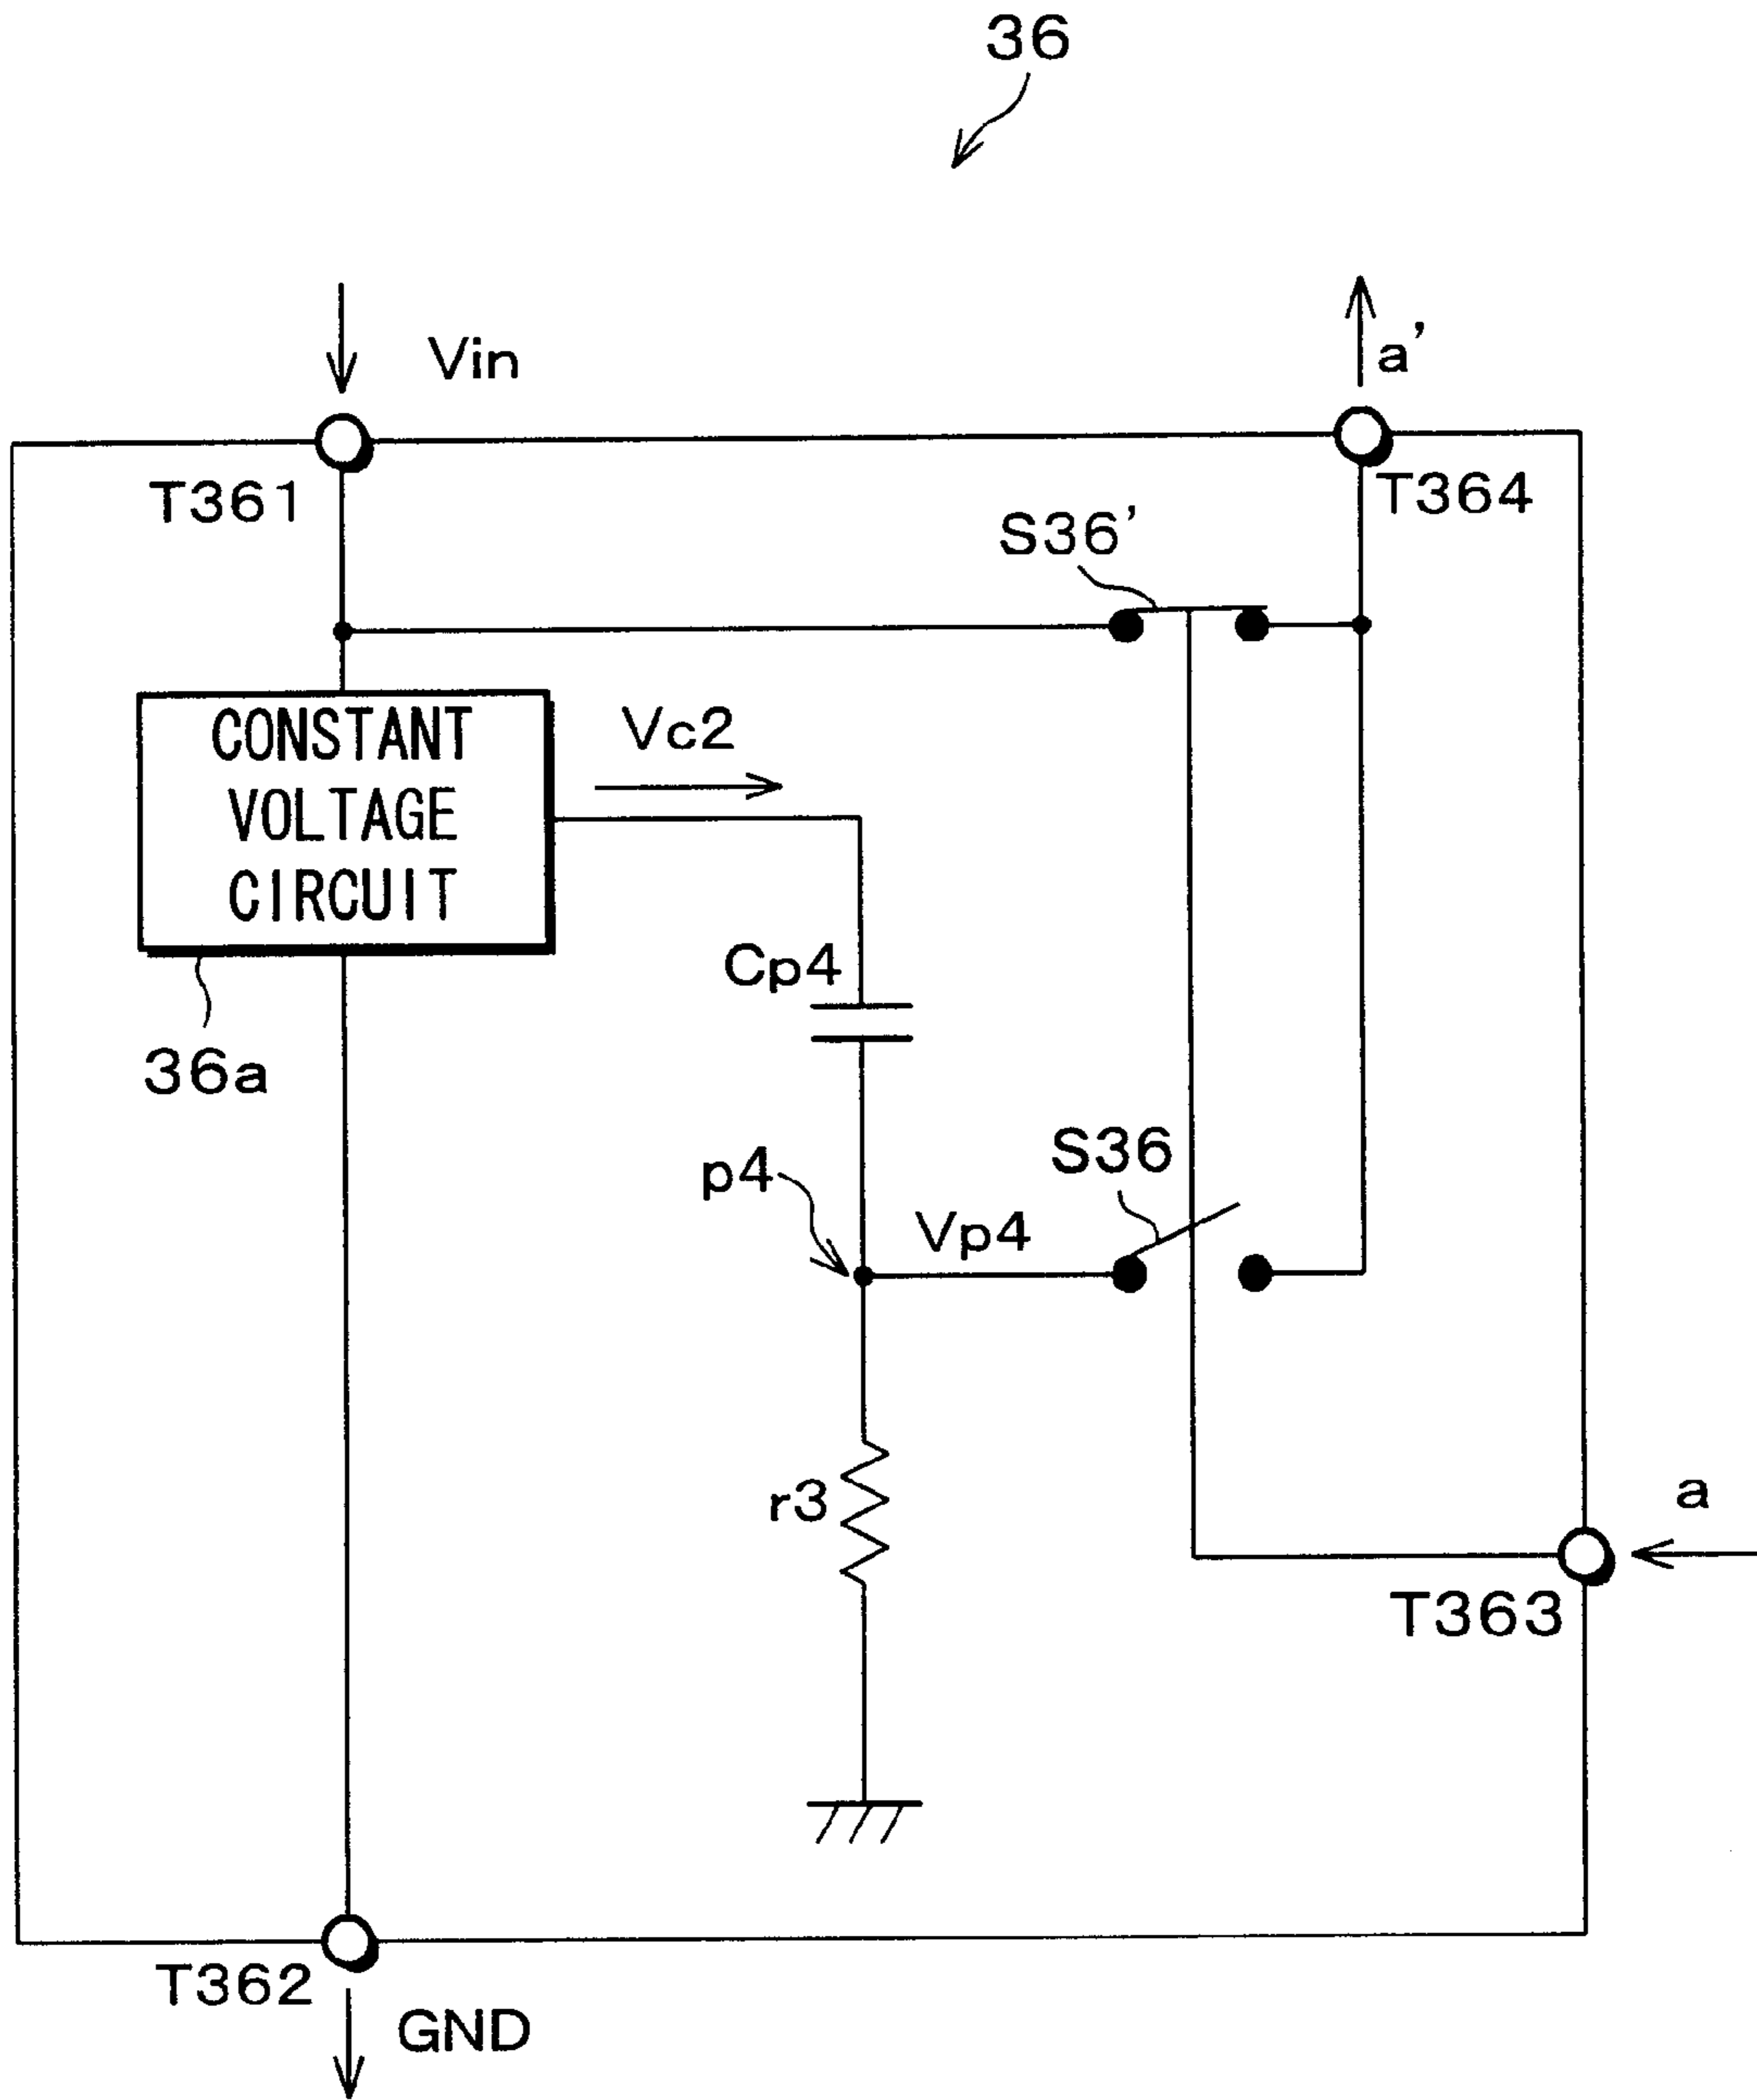 36
Vin
a'
T361
T364
S36'
CONSTANT
VOLTAGE
CIRCUIT
Vc2
Cp4
36a
S36
p4
Vp4
r3
a
T363
T362
GND